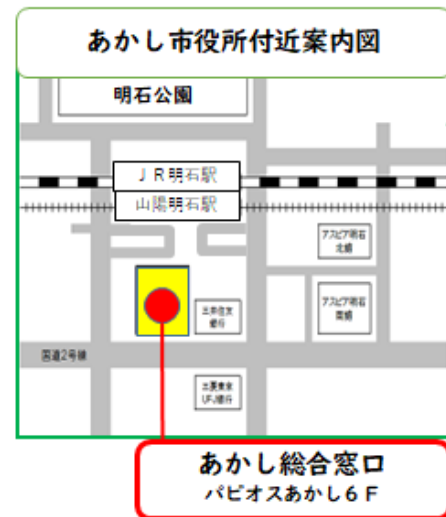 あかし市役所付近案内図
明石公園
JR明石駅
山陽明石駅
アスピア明石
北館
三井住友
銀行
アスピア明石
南館
国道2号線
三菱東京
UFJ銀行
あかし総合窓口
パピオスあかし6F